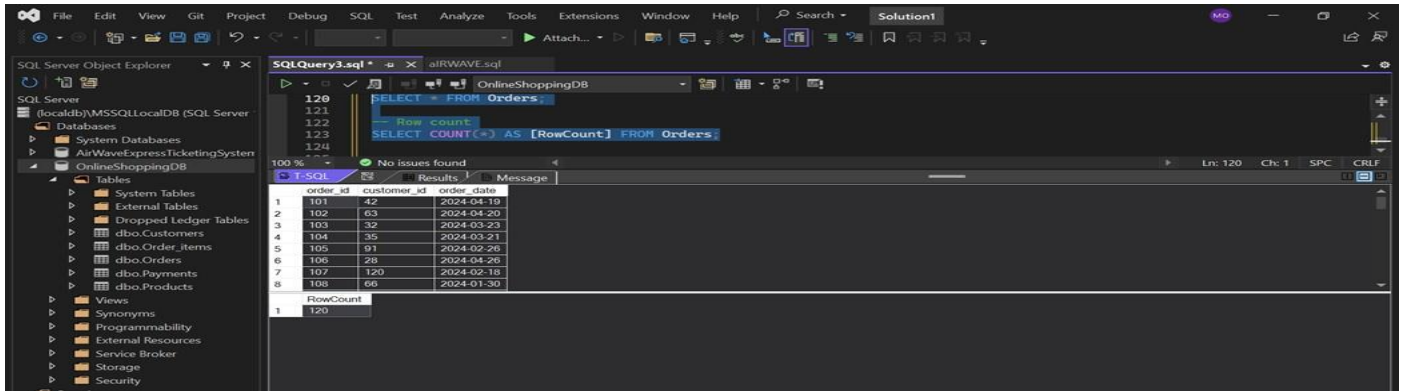 File Edit View Git Project Debug SQL Test Analyze Tools Extensions Window Help Search Solution1 MO
Attach...
SQL Server Object Explorer
SQLQuery3.sql* aIRWAVE.sql
OnlineShoppingDB
SQL Server
(localdb)\MSSQLLocalDB (SQL Server
Databases
System Databases
AirWaveExpressTicketingSystem
OnlineShoppingDB
Tables
System Tables
External Tables
Dropped Ledger Tables
dbo.Customers
dbo.Order_items
dbo.Orders
dbo.Payments
dbo.Products
Views
Synonyms
Programmability
External Resources
Service Broker
Storage
Security
120 SELECT * FROM Orders;
121
122 -- Row count
123 SELECT COUNT(*) AS [RowCount] FROM Orders;
124
100 % No issues found Ln: 120 Ch: 1 SPC CRLF
T-SQL Results Message
order_id customer_id order_date
1 101 42 2024-04-19
2 102 63 2024-04-20
3 103 32 2024-03-23
4 104 35 2024-03-21
5 105 91 2024-02-26
6 106 28 2024-04-26
7 107 120 2024-02-18
8 108 66 2024-01-30
RowCount
1 120